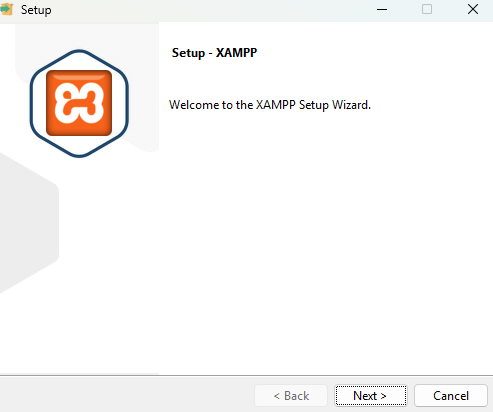 Setup
Setup - XAMPP
Welcome to the XAMPP Setup Wizard.
< Back
Next >
Cancel